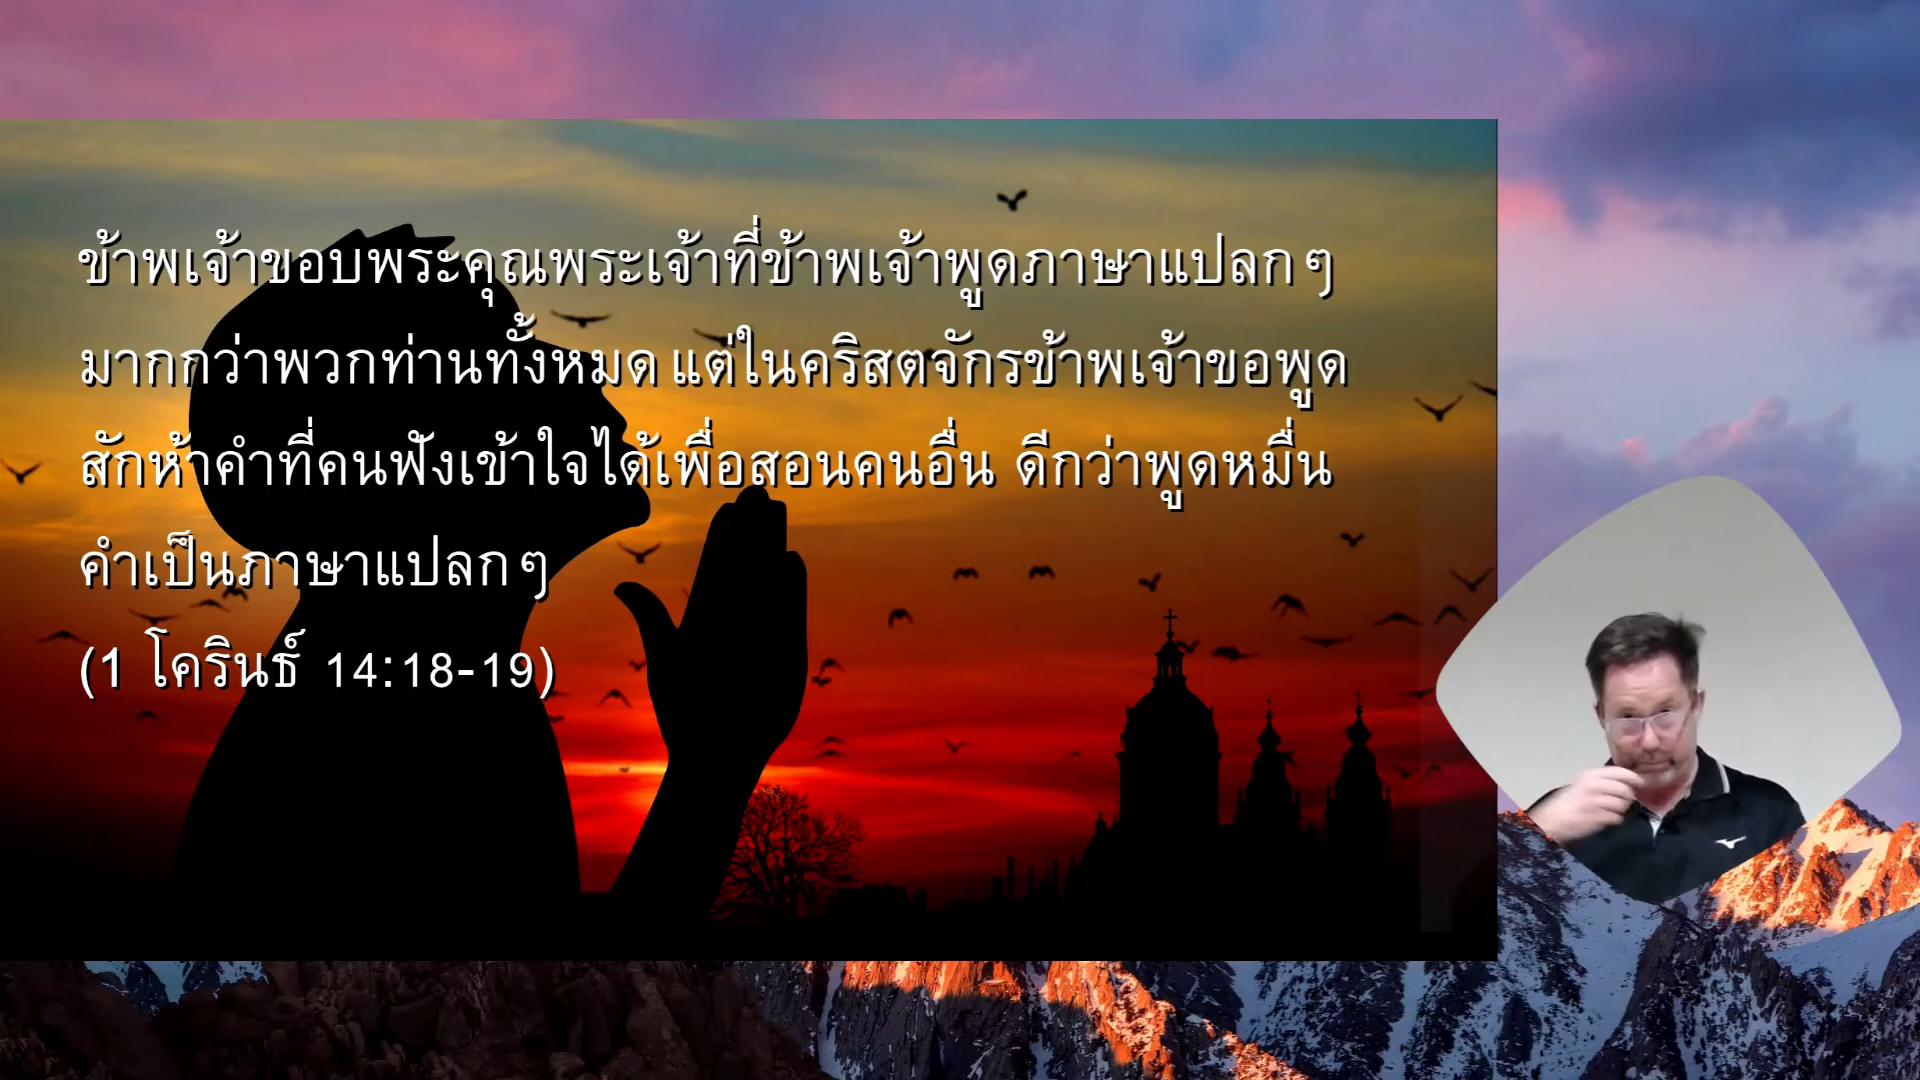 ข้าพเจ้าขอบพระคุณพระเจ้าที่ข้าพเจ้าพูดภาษาแปลกๆ
มากกว่าพวกท่านทั้งหมด แต่ในคริสตจักรข้าพเจ้าขอพูด
สักห้าคำที่คนฟังเข้าใจได้เพื่อสอนคนอื่น ดีกว่าพูดหมื่น
คำเป็นภาษาแปลกๆ
(1 โครินธ์ 14:18-19)